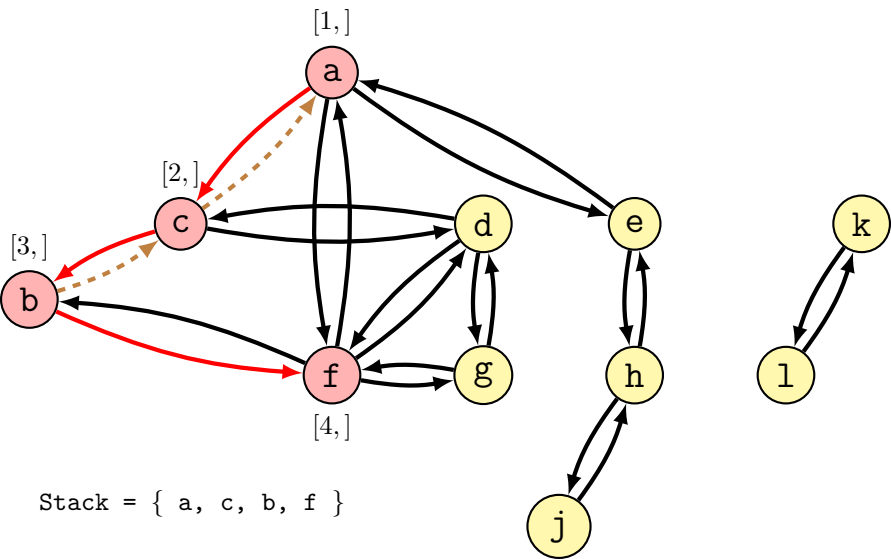 [1, ]
a
[2, ]
c
d
e
k
[3, ]
b
f
g
h
l
[4, ]
Stack = { a, c, b, f }
j